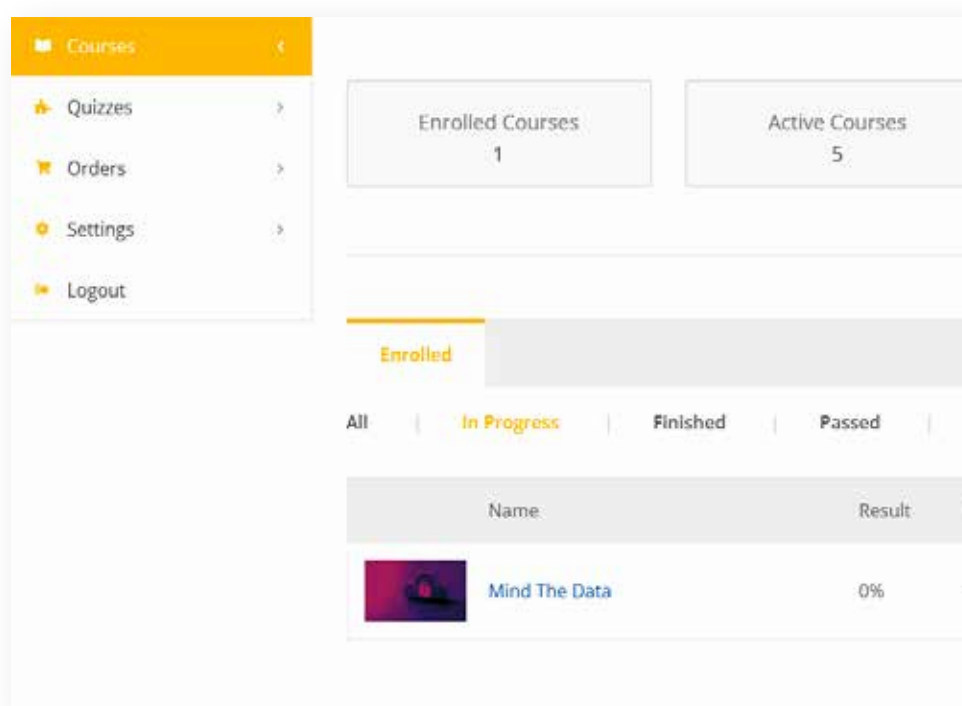 Courses
Quizzes
Orders
Settings
Logout
Enrolled Courses
1
Active Courses
5
Enrolled
All | In Progress | Finished | Passed |
Name Result
Mind The Data 0%